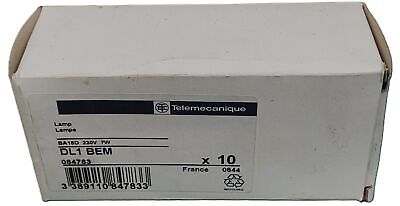 Telemecanique
Lamp
Lampe
BA15D 230V 7W
DL1 BEM
084783
x 10
France 0644
3 389110 847833